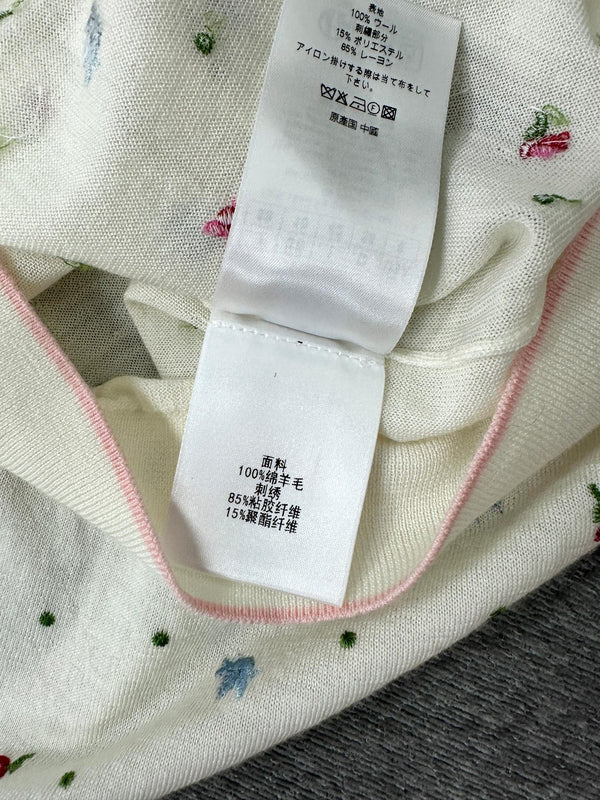 表地
100% ウール
刺繍部分
15% ポリエステル
85% レーヨン
アイロン掛けする際は当て布をして
下さい。
原產国 中國
面料
100%绵羊毛
刺绣
85%粘胶纤维
15%聚酯纤维